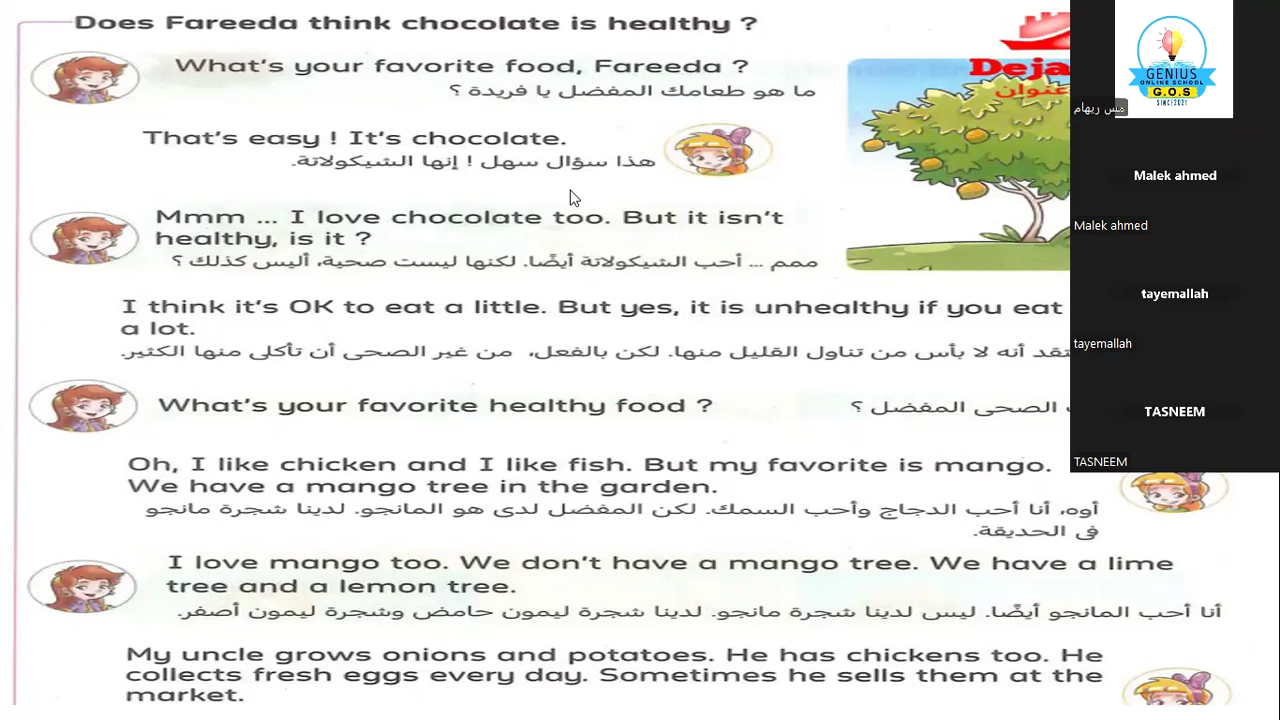 Does Fareeda think chocolate is healthy ?
What's your favorite food, Fareeda ?
ما هو طعامك المفضل يا فريدة ؟
That's easy ! It's chocolate.
هذا سؤال سهل ! إنها الشيكولاتة.
Mmm ... I love chocolate too. But it isn't
healthy, is it ?
ممم ... أحب الشيكولاتة أيضًا. لكنها ليست صحية، أليس كذلك ؟
I think it's OK to eat a little. But yes, it is unhealthy if you eat
a lot.
أنه لا بأس من تناول القليل منها. لكن بالفعل، من غير الصحى أن تأكلى منها الكثير.
What's your favorite healthy food ?
الصحى المفضل ؟
Oh, I like chicken and I like fish. But my favorite is mango.
We have a mango tree in the garden.
أوه، أنا أحب الدجاج وأحب السمك. لكن المفضل لدى هو المانجو. لدينا شجرة مانجو
فى الحديقة.
I love mango too. We don't have a mango tree. We have a lime
tree and a lemon tree.
أنا أحب المانجو أيضًا. ليس لدينا شجرة مانجو. لدينا شجرة ليمون حامض وشجرة ليمون أصفر.
My uncle grows onions and potatoes. He has chickens too. He
collects fresh eggs every day. Sometimes he sells them at the
market.
Deja
عنوان
GENIUS
ONLINE SCHOOL
G.O.S
SINCE 2021
مس ريهام
Malek ahmed
Malek ahmed
tayemallah
tayemallah
TASNEEM
TASNEEM